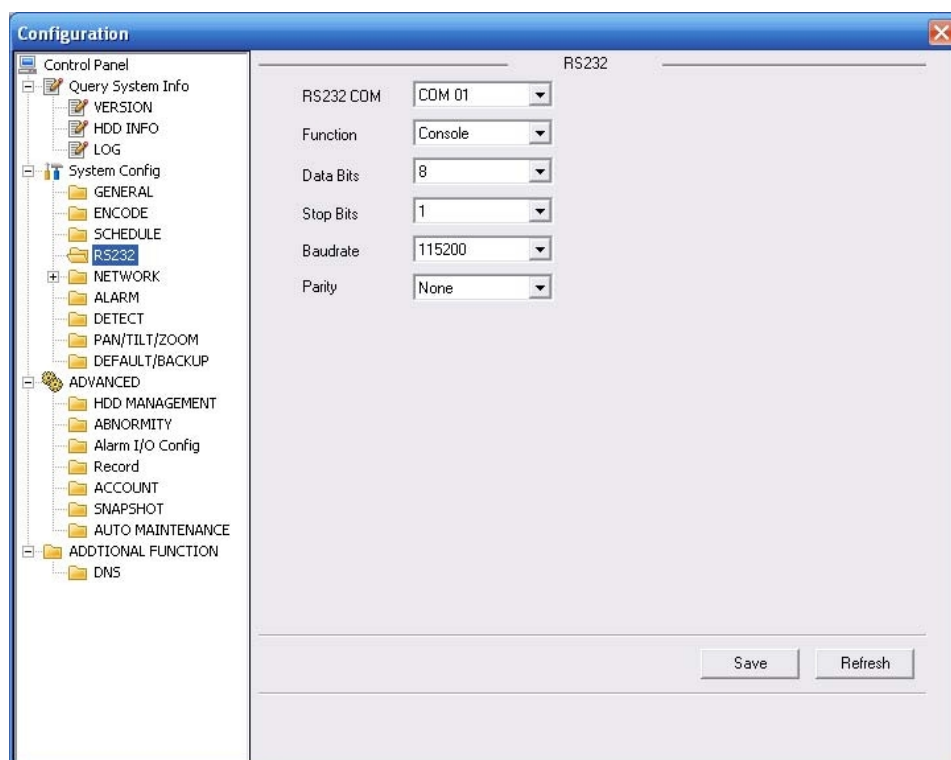 Configuration
Control Panel
Query System Info
VERSION
HDD INFO
LOG
System Config
GENERAL
ENCODE
SCHEDULE
RS232
NETWORK
ALARM
DETECT
PAN/TILT/ZOOM
DEFAULT/BACKUP
ADVANCED
HDD MANAGEMENT
ABNORMITY
Alarm I/O Config
Record
ACCOUNT
SNAPSHOT
AUTO MAINTENANCE
ADDTIONAL FUNCTION
DNS
RS232
RS232 COM COM 01
Function Console
Data Bits 8
Stop Bits 1
Baudrate 115200
Parity None
Save Refresh